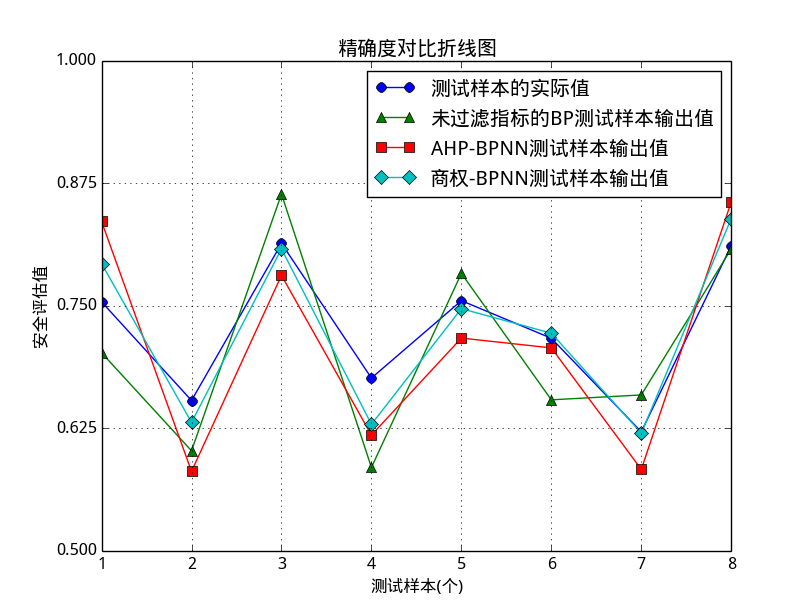 精确度对比折线图
1.000
测试样本的实际值
未过滤指标的BP测试样本输出值
AHP-BPNN测试样本输出值
商权-BPNN测试样本输出值
0.875
0.750
安全评估值
0.625
0.500
1 2 3 4 5 6 7 8
测试样本(个)